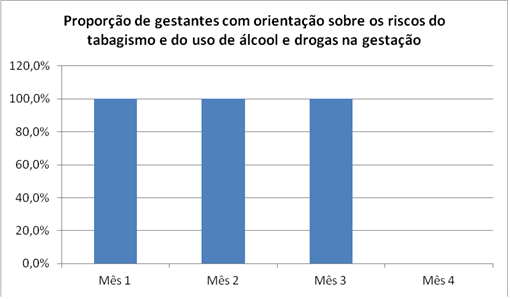 Proporção de gestantes com orientação sobre os riscos do
tabagismo e do uso de álcool e drogas na gestação
120,0%
100,0%
80,0%
60,0%
40,0%
20,0%
0,0%
Mês 1 Mês 2 Mês 3 Mês 4